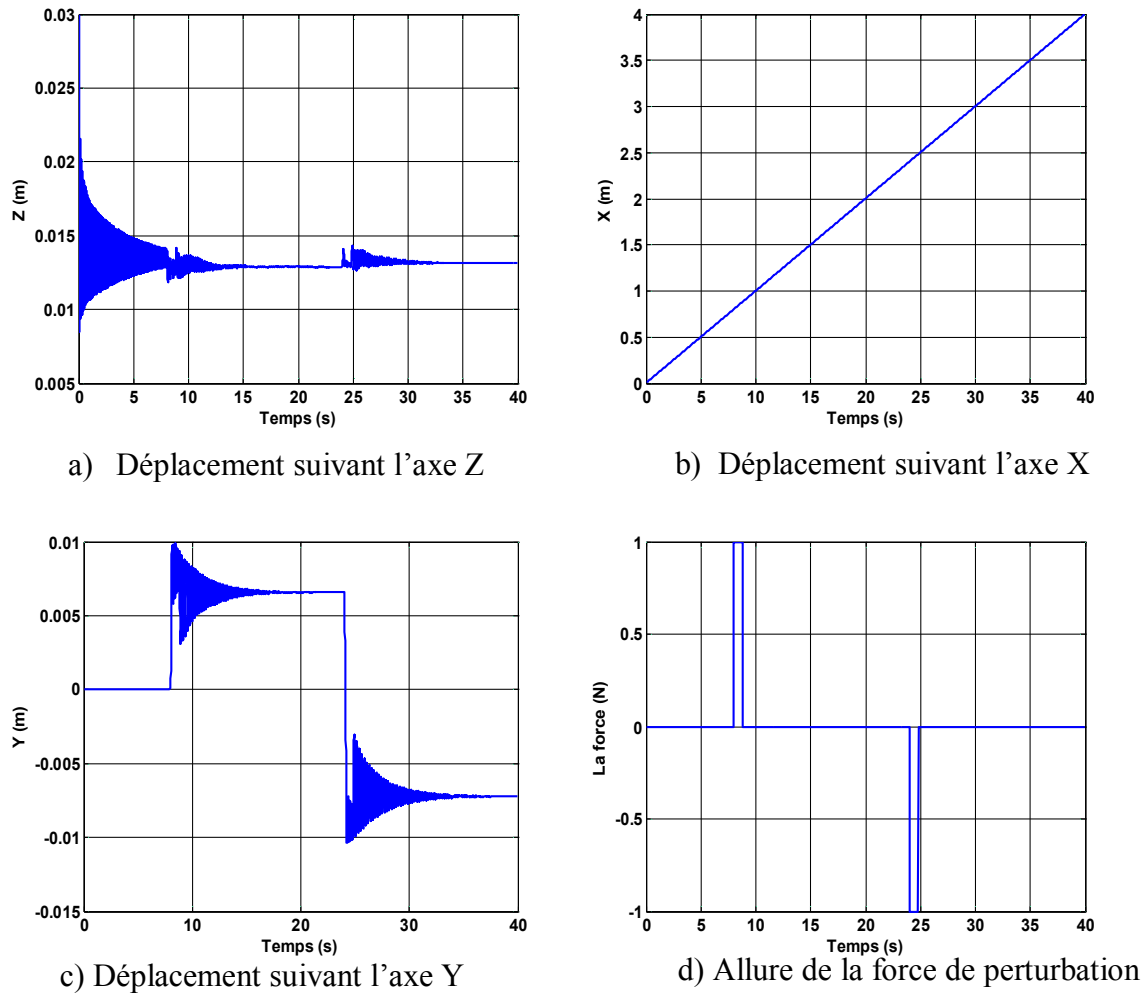 0.03
0.025
0.02
0.015
0.01
0.005
Z (m)
0 5 10 15 20 25 30 35 40
Temps (s)
a) Déplacement suivant l'axe Z
4
3.5
3
2.5
2
1.5
1
0.5
0
X (m)
0 5 10 15 20 25 30 35 40
Temps (s)
b) Déplacement suivant l'axe X
0.01
0.005
0
-0.005
-0.01
-0.015
Y (m)
0 10 20 30 40
Temps (s)
c) Déplacement suivant l'axe Y
1
0.5
0
-0.5
-1
La force (N)
0 5 10 15 20 25 30 35 40
Temps (s)
d) Allure de la force de perturbation